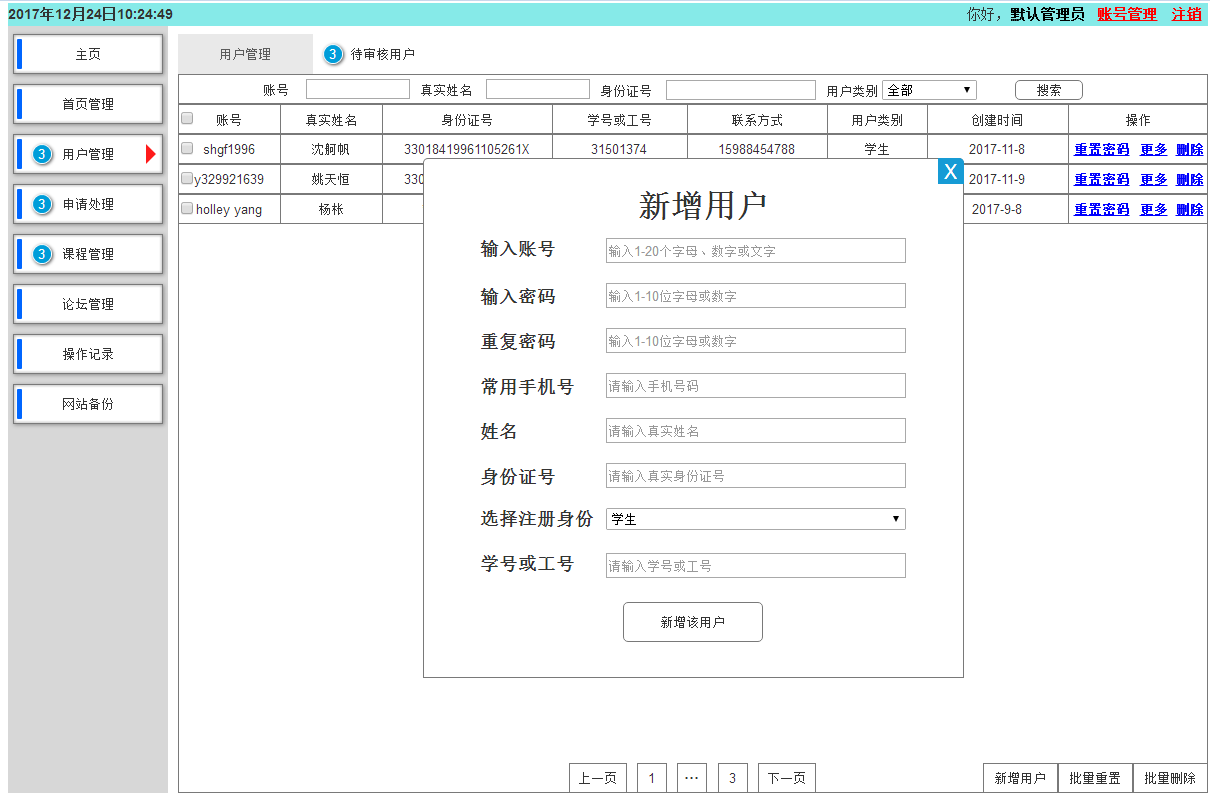 2017年12月24日10:24:49 你好，默认管理员 账号管理 注销
主页
首页管理
3 用户管理
3 申请处理
3 课程管理
论坛管理
操作记录
网站备份
用户管理 3 待审核用户
账号 真实姓名 身份证号 用户类别 全部 搜索
账号 真实姓名 身份证号 学号或工号 联系方式 用户类别 创建时间 操作
shgf1996 沈舸帆 33018419961105261X 31501374 15988454788 学生 2017-11-8 重置密码 更多 删除
y329921639 姚天恒 330 2017-11-9 重置密码 更多 删除
holley yang 杨枨 2017-9-8 重置密码 更多 删除
X
新增用户
输入账号 输入1-20个字母、数字或文字
输入密码 输入1-10位字母或数字
重复密码 输入1-10位字母或数字
常用手机号 请输入手机号码
姓名 请输入真实姓名
身份证号 请输入真实身份证号
选择注册身份 学生
学号或工号 请输入学号或工号
新增该用户
上一页 1 ··· 3 下一页 新增用户 批量重置 批量删除